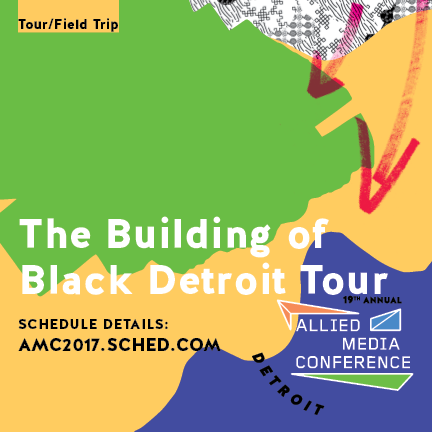 Tour/Field Trip
The Building of
Black Detroit Tour
19TH ANNUAL
SCHEDULE DETAILS:
AMC2017.SCHED.COM
ALLIED
MEDIA
CONFERENCE
DETROIT